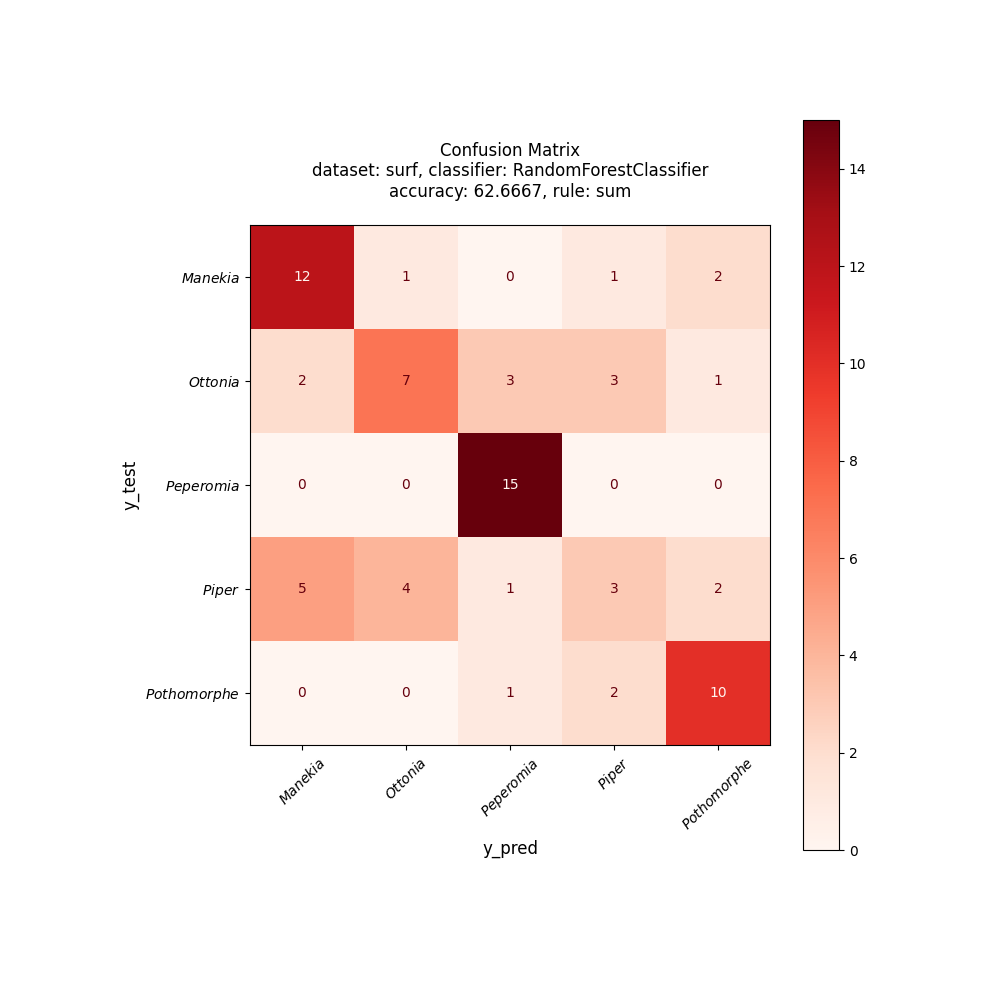 Confusion Matrix
dataset: surf, classifier: RandomForestClassifier
accuracy: 62.6667, rule: sum
y_test
Manekia 12 1 0 1 2
Ottonia 2 7 3 3 1
Peperomia 0 0 15 0 0
Piper 5 4 1 3 2
Pothomorphe 0 0 1 2 10
Manekia Ottonia Peperomia Piper Pothomorphe
y_pred
14
12
10
8
6
4
2
0